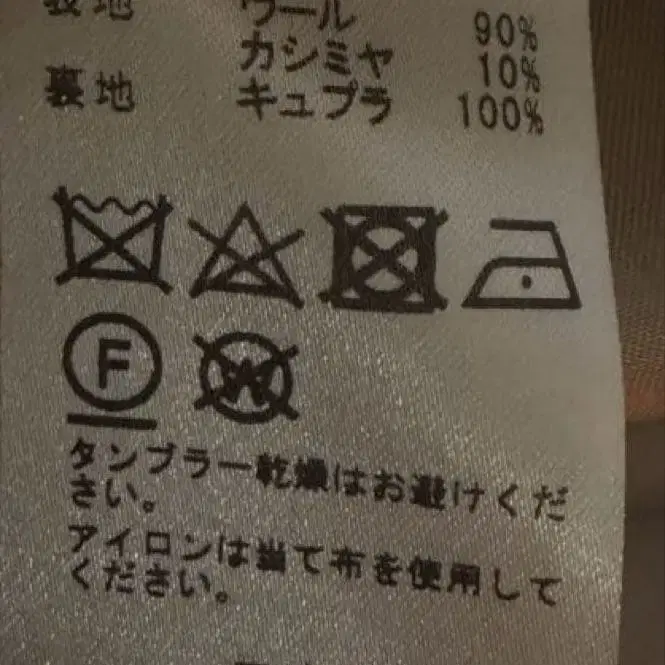 表地 ウール 90%
カシミヤ 10%
裏地 キュプラ 100%
F W
タンブラー乾燥はお避けくだ
さい。
アイロンは当て布を使用して
ください。